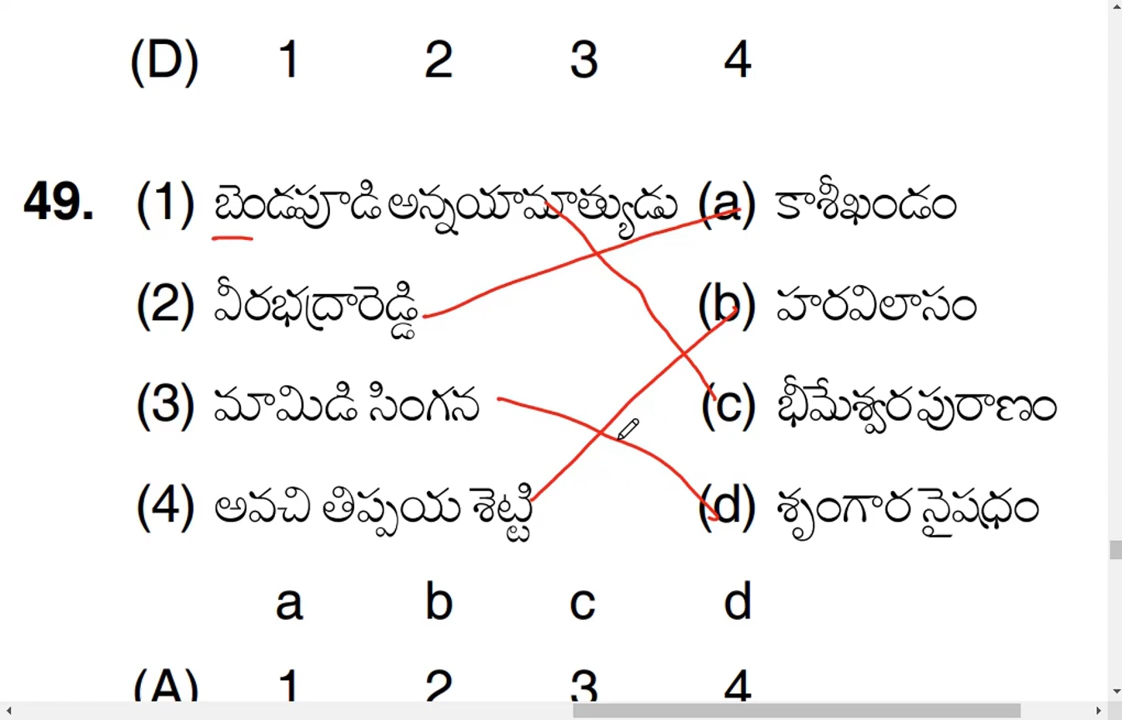 (D) 1 2 3 4
49. (1) బెండపూడి అన్నయామాత్యుడు (a) కాశీఖండం
(2) వీరభద్రారెడ్డి (b) హరవిలాసం
(3) మామిడి సింగన (c) భీమేశ్వర పురాణం
(4) అవచి తిప్పయ శెట్టి (d) శృంగార నైషధం
a b c d
(A) 1 2 3 4